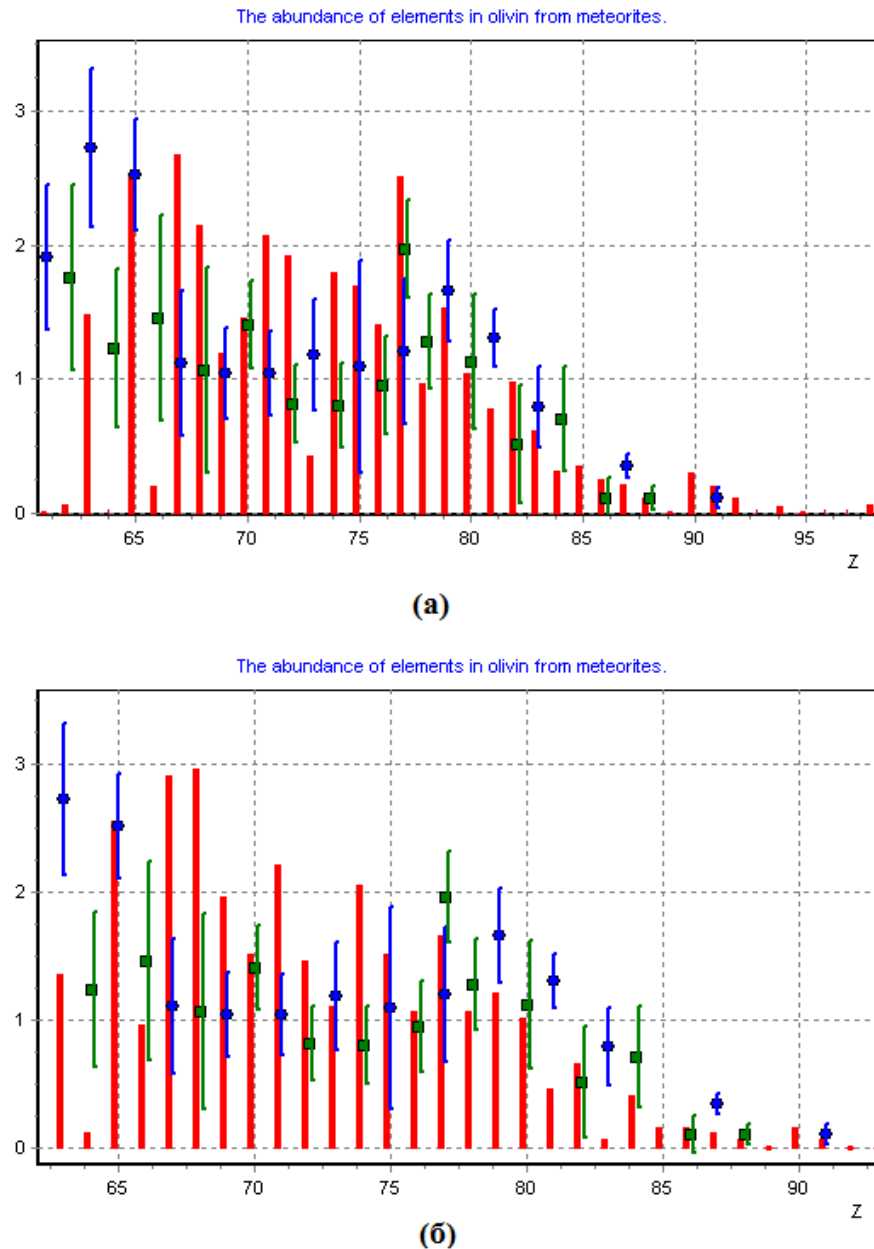 The abundance of elements in olivin from meteorites.
3
2
1
0
65 70 75 80 85 90 95
Z
(а)
The abundance of elements in olivin from meteorites.
3
2
1
0
65 70 75 80 85 90
Z
(б)